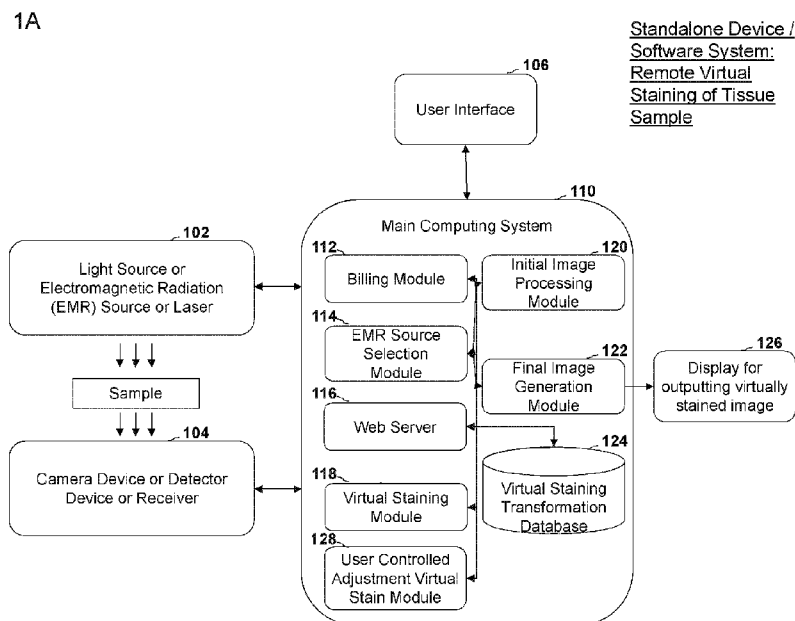 1A
Standalone Device /
Software System:
Remote Virtual
Staining of Tissue
Sample
106
User Interface
110
Main Computing System
102
Light Source or
Electromagnetic Radiation
(EMR) Source or Laser
Sample
104
Camera Device or Detector
Device or Receiver
112
Billing Module
114
EMR Source
Selection
Module
116
Web Server
118
Virtual Staining
Module
128
User Controlled
Adjustment Virtual
Stain Module
120
Initial Image
Processing
Module
122
Final Image
Generation
Module
124
Virtual Staining
Transformation
Database
126
Display for
outputting virtually
stained image